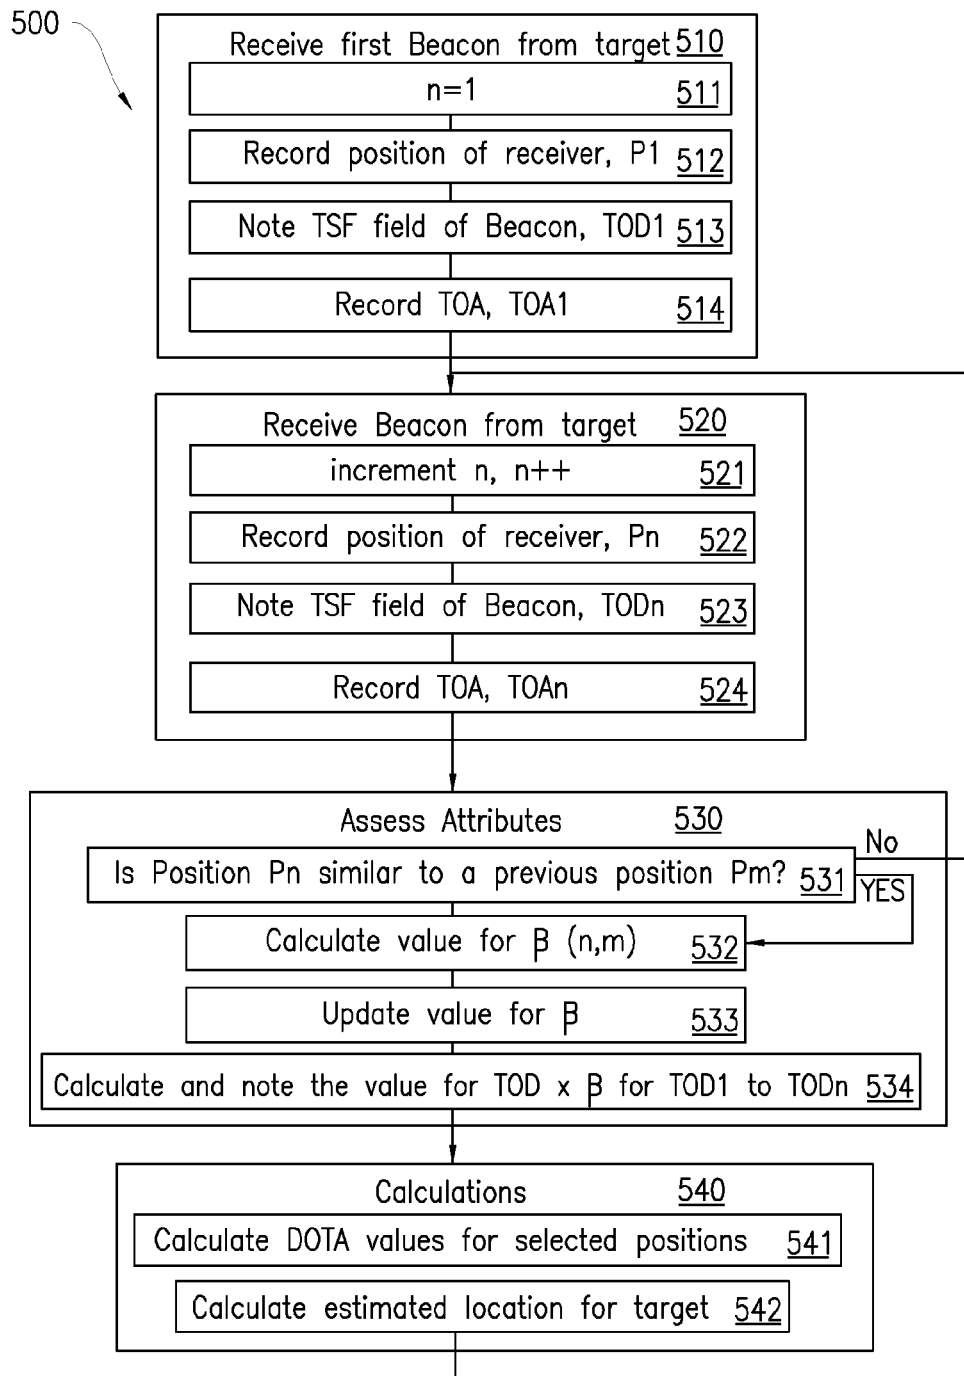 500
Receive first Beacon from target 510
n=1 511
Record position of receiver, P1 512
Note TSF field of Beacon, TOD1 513
Record TOA, TOA1 514
Receive Beacon from target 520
increment n, n++ 521
Record position of receiver, Pn 522
Note TSF field of Beacon, TODn 523
Record TOA, TOAn 524
Assess Attributes 530
No
Is Position Pn similar to a previous position Pm? 531
YES
Calculate value for β (n,m) 532
Update value for β 533
Calculate and note the value for TOD x β for TOD1 to TODn 534
Calculations 540
Calculate DOTA values for selected positions 541
Calculate estimated location for target 542